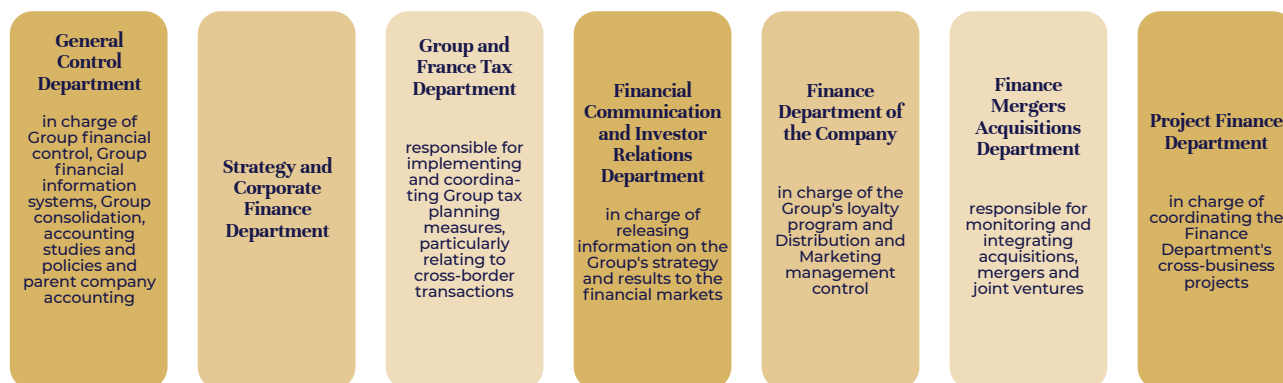 General
Control
Department
in charge of
Group financial
control, Group
financial
information
systems, Group
consolidation,
accounting
studies and
policies and
parent company
accounting
Strategy and
Corporate
Finance
Department
Group and
France Tax
Department
responsible for
implementing
and coordina-
ting Group tax
planning
measures,
particularly
relating to
cross-border
transactions
Financial
Communication
and Investor
Relations
Department
in charge of
releasing
information on the
Group's strategy
and results to the
financial markets
Finance
Department of
the Company
in charge of the
Group's loyalty
program and
Distribution and
Marketing
management
control
Finance
Mergers
Acquisitions
Department
responsible for
monitoring and
integrating
acquisitions,
mergers and
joint ventures
Project Finance
Department
in charge of
coordinating the
Finance
Department's
cross-business
projects